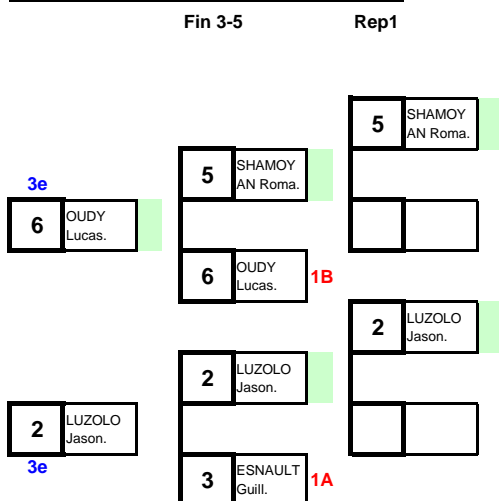 Fin 3-5 Rep1
5 SHAMOY
AN Roma.
5 SHAMOY
AN Roma.
3e
6 OUDY
Lucas.
6 OUDY
Lucas. 1B
2 LUZOLO
Jason.
2 LUZOLO
Jason.
2 LUZOLO
Jason.
3e
3 ESNAULT
Guill. 1A